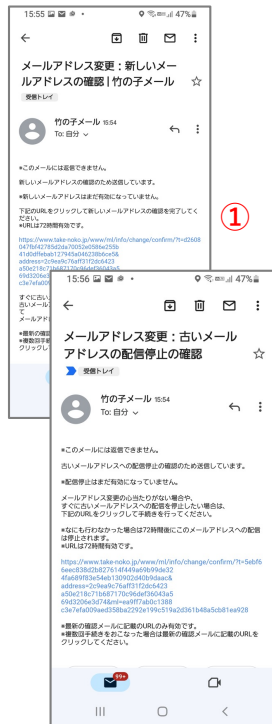 15:55
47%
メールアドレス変更：新しいメー
ルアドレスの確認 | 竹の子メール
受信トレイ
竹の子メール 15:54
To: 自分
*このメールには返信できません。
新しいメールアドレスの確認のため送信しています。
*新しいメールアドレスはまだ有効になっていません。
下記のURLをクリックして新しいメールアドレスの確認を完了してく
ださい。
*URLは72時間有効です。
①
15:56
47%
メールアドレス変更：古いメール
アドレスの配信停止の確認
受信トレイ
竹の子メール 15:54
To: 自分
*このメールには返信できません。
古いメールアドレスへの配信停止の確認のため送信しています。
*配信停止はまだ有効になっていません。
メールアドレス変更の心当たりがない場合や、
すぐに古いメールアドレスへの配信を停止したい場合は、
下記のURLをクリックして手続きを行ってください。
*なにも行わなかった場合は72時間後にこのメールアドレスへの配信
は停止されます。
*URLは72時間有効です。
https://www.take-noko.jp/www/ml/info/change/confirm/?t=5ebf6
6eec838d2b827614f449a69b99de32
4fa689f83e54eb130902d40b9daac&
address=2c9ea9c76aff31f2dc6423
a50e218c71b687170c96def36043a5
69d3206e3d74&ml=ea9ff7ab0c1388
c3e7efa009aed358ba2292e199c519a2d361b48a5cb81ea928
*最新の確認メールに記載のURLのみ有効です。
*複数回手続きをおこなった場合は最新の確認メールに記載のURLを
クリックしてください。
99+